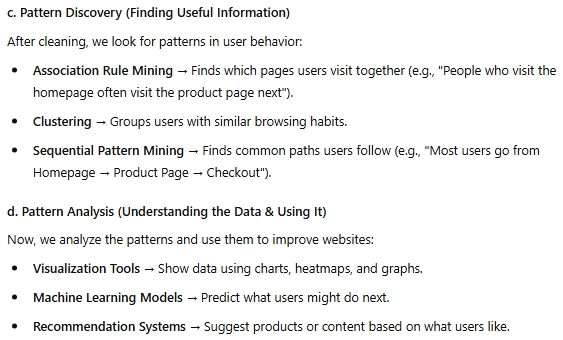 c. Pattern Discovery (Finding Useful Information)
After cleaning, we look for patterns in user behavior:
• Association Rule Mining → Finds which pages users visit together (e.g., "People who visit the
homepage often visit the product page next").
• Clustering → Groups users with similar browsing habits.
• Sequential Pattern Mining → Finds common paths users follow (e.g., "Most users go from
Homepage → Product Page → Checkout").
d. Pattern Analysis (Understanding the Data & Using It)
Now, we analyze the patterns and use them to improve websites:
• Visualization Tools → Show data using charts, heatmaps, and graphs.
• Machine Learning Models → Predict what users might do next.
• Recommendation Systems → Suggest products or content based on what users like.